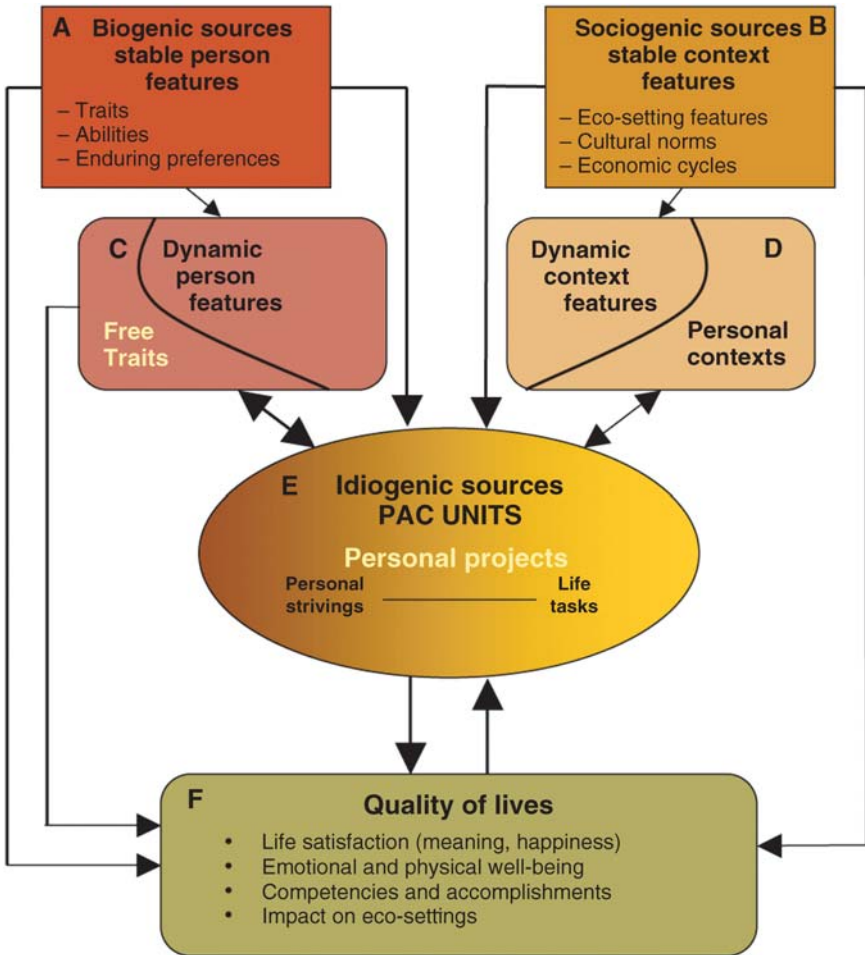 A
Biogenic sources
stable person
features
– Traits
– Abilities
– Enduring preferences
Sociogenic sources B
stable context
features
– Eco-setting features
– Cultural norms
– Economic cycles
C
Dynamic
person
features
Free
Traits
Dynamic
context
features
D
Personal
contexts
E
Idiogenic sources
PAC UNITS
Personal projects
Personal
strivings
Life
tasks
F
Quality of lives
• Life satisfaction (meaning, happiness)
• Emotional and physical well-being
• Competencies and accomplishments
• Impact on eco-settings